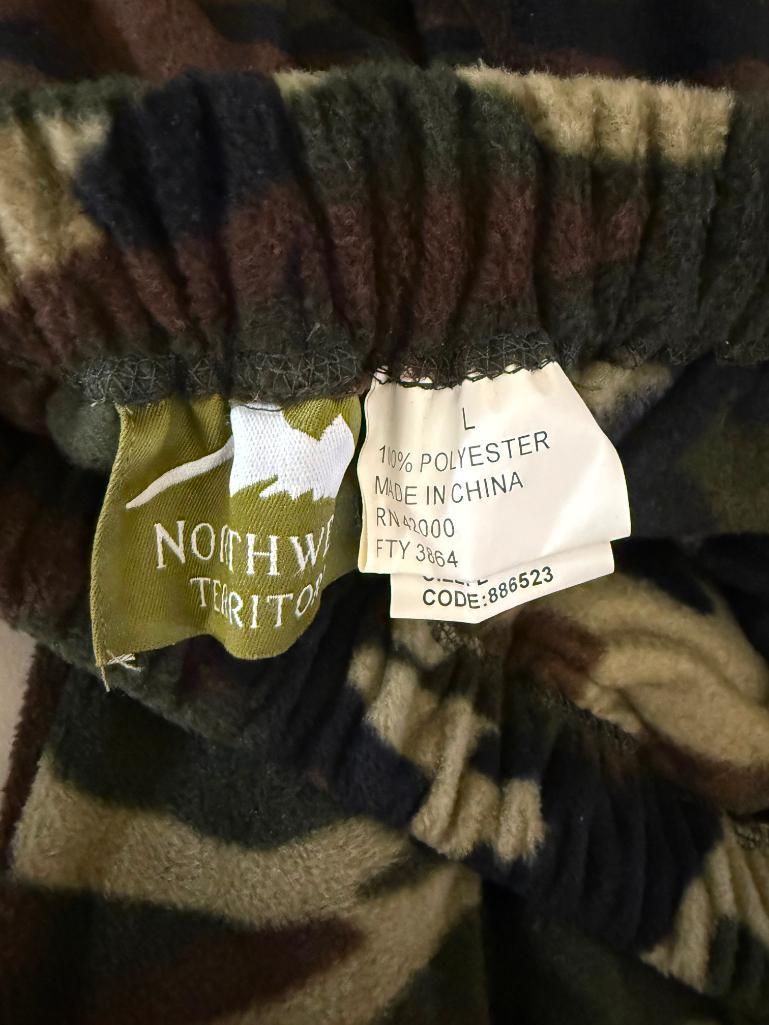 NORTHWE
TERRITO
L
100% POLYESTER
MADE IN CHINA
RN 42000
FTY 3864
CODE:886523